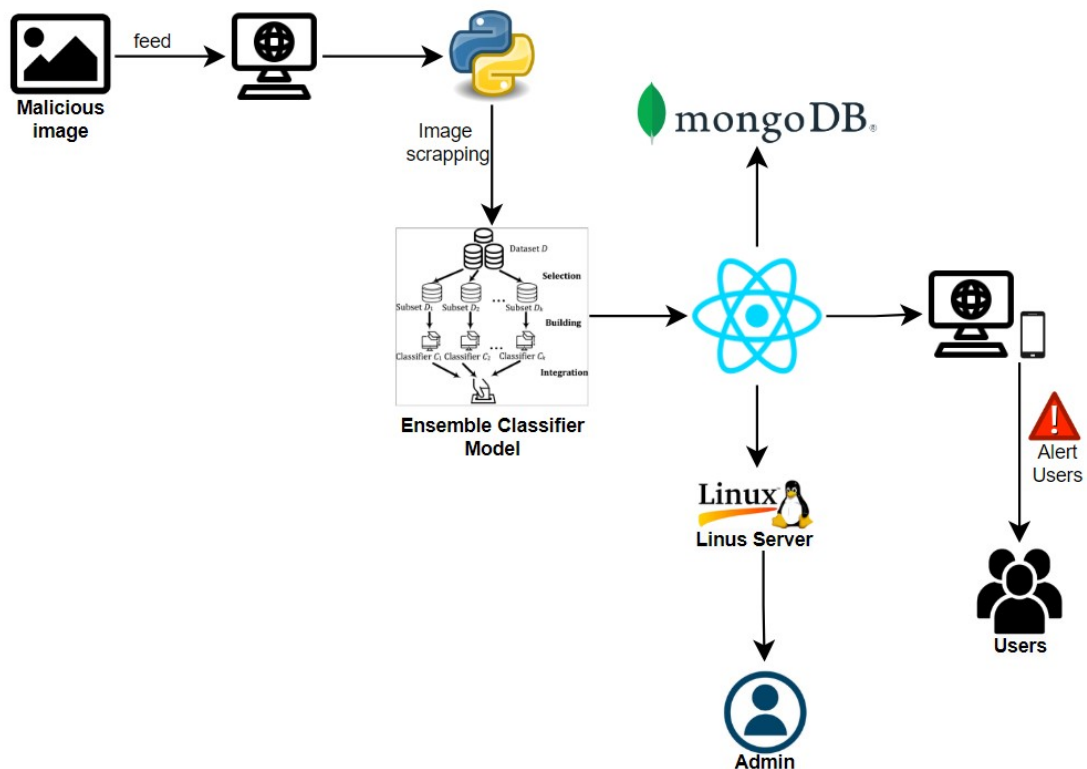 feed
Malicious
image
Image
scrapping
mongoDB®
Dataset D
Selection
Subset D₁ Subset D₂ ... Subset Dₖ
Building
Classifier C₁ Classifier C₂ ... Classifier Cₖ
Integration
Ensemble Classifier
Model
Alert
Users
Linux
Linus Server
Users
Admin